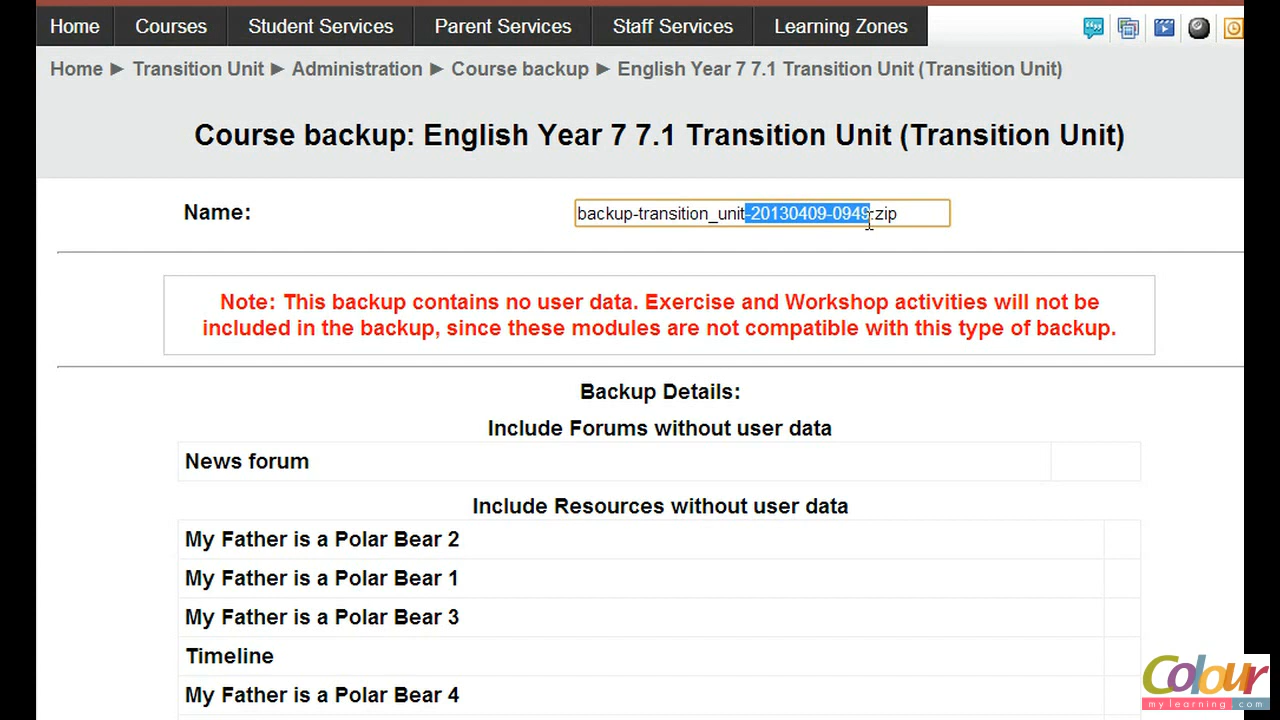 Home Courses Student Services Parent Services Staff Services Learning Zones
Home ► Transition Unit ► Administration ► Course backup ► English Year 7 7.1 Transition Unit (Transition Unit)
Course backup: English Year 7 7.1 Transition Unit (Transition Unit)
Name: backup-transition_unit-20130409-0949.zip
Note: This backup contains no user data. Exercise and Workshop activities will not be
included in the backup, since these modules are not compatible with this type of backup.
Backup Details:
Include Forums without user data
News forum
Include Resources without user data
My Father is a Polar Bear 2
My Father is a Polar Bear 1
My Father is a Polar Bear 3
Timeline
My Father is a Polar Bear 4
Colour
my learning . com